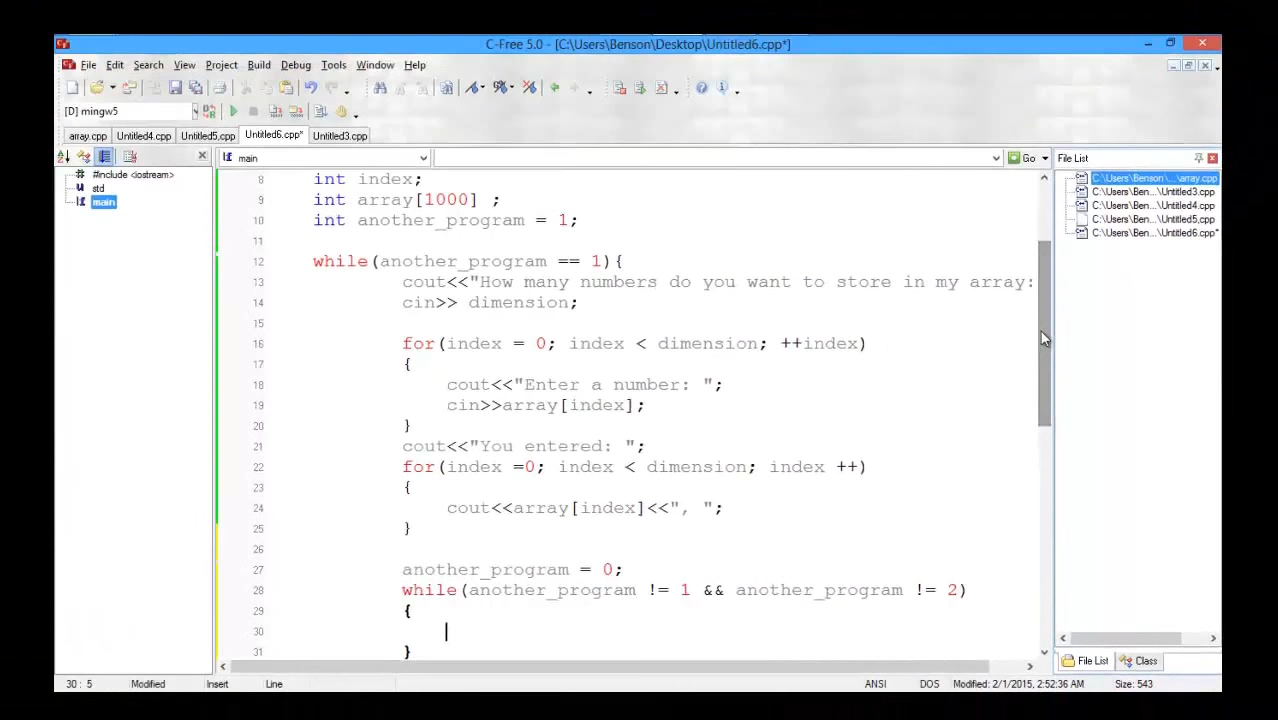 C-Free 5.0 - [C:\Users\Benson\Desktop\Untitled6.cpp*]
File Edit Search View Project Build Debug Tools Window Help
[D] mingw5
array.cpp Untitled4.cpp Untitled5.cpp Untitled6.cpp* Untitled3.cpp
main
Go
File List
#include <iostream>
std
main
8 int index;
9 int array[1000] ;
10 int another_program = 1;
11
12 while(another_program == 1){
13 cout<<"How many numbers do you want to store in my array:
14 cin>> dimension;
15
16 for(index = 0; index < dimension; ++index)
17 {
18 cout<<"Enter a number: ";
19 cin>>array[index];
20 }
21 cout<<"You entered: ";
22 for(index =0; index < dimension; index ++)
23 {
24 cout<<array[index]<<", ";
25 }
26
27 another_program = 0;
28 while(another_program != 1 && another_program != 2)
29 {
30
31 }
C:\Users\Benson\...\array.cpp
C:\Users\Ben...\Untitled3.cpp
C:\Users\Ben...\Untitled4.cpp
C:\Users\Ben...\Untitled5.cpp
C:\Users\Ben...\Untitled6.cpp*
File List Class
30 : 5 Modified Insert Line ANSI DOS Modified: 2/1/2015, 2:52:36 AM Size: 543